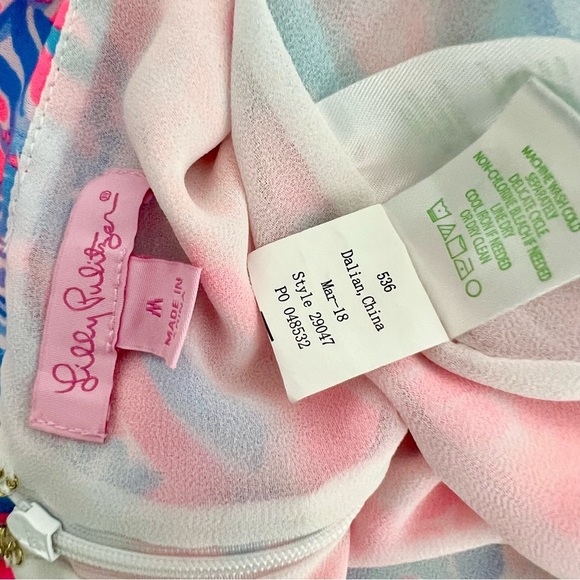 Lilly Pulitzer®
M
MADE IN
536
Dalian,China
Mar-18
Style 29047
PO 048532
MACHINE WASH COLD
SEPARATELY
DELICATE CYCLE
NON-CHLORINE BLEACH IF NEEDED
LINE DRY
COOL IRON IF NEEDED
OR DRY CLEAN